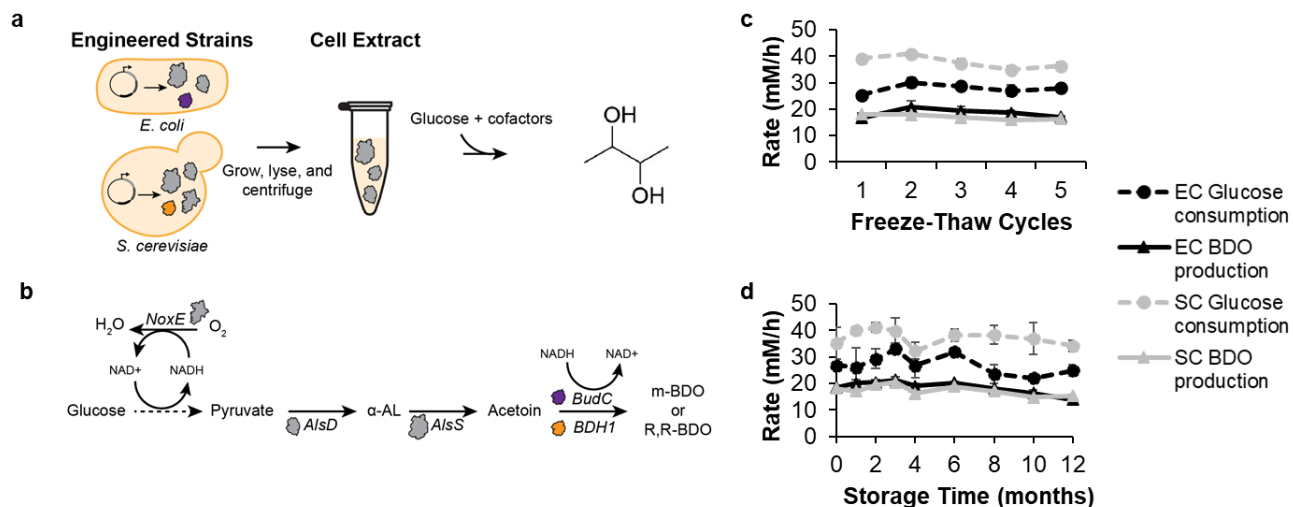 a
Engineered Strains
Cell Extract
E. coli
S. cerevisiae
Grow, lyse, and
centrifuge
Glucose + cofactors
OH
OH
b
H2O
NoxE
O2
NAD+
NADH
Glucose
Pyruvate
AlsD
α-AL
AlsS
Acetoin
NADH
NAD+
BudC
BDH1
m-BDO
or
R,R-BDO
c
Rate (mM/h)
50
40
30
20
10
0
1 2 3 4 5
Freeze-Thaw Cycles
d
Rate (mM/h)
50
40
30
20
10
0
0 2 4 6 8 10 12
Storage Time (months)
EC Glucose
consumption
EC BDO
production
SC Glucose
consumption
SC BDO
production